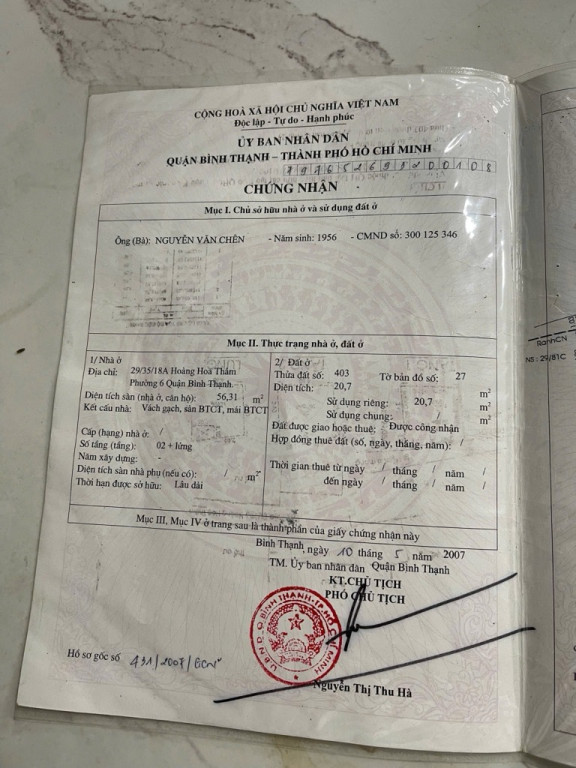 CỘNG HOÀ XÃ HỘI CHỦ NGHĨA VIỆT NAM
Độc lập - Tự do - Hạnh phúc
ỦY BAN NHÂN DÂN
QUẬN BÌNH THẠNH – THÀNH PHỐ HỒ CHÍ MINH
CHỨNG NHẬN
Mục I. Chủ sở hữu nhà ở và sử dụng đất ở
Ông (Bà): NGUYỄN VĂN CHÉN - Năm sinh: 1956 - CMND số: 300 125 346
Mục II. Thực trạng nhà ở, đất ở
1/ Nhà ở
Địa chỉ: 29/35/18A Hoàng Hoa Thám
Phường 6 Quận Bình Thạnh
Diện tích sàn (nhà ở, căn hộ): 56,31 m²
Kết cấu nhà: Vách gạch, sàn BTCT, mái BTCT
Cấp (hạng) nhà ở: /
Số tầng (tầng): 02 + lửng
Năm xây dựng: -
Diện tích sàn nhà phụ (nếu có): / m²
Thời hạn được sở hữu: Lâu dài
2/ Đất ở
Thửa đất số: 403 Tờ bản đồ số: 27
Diện tích: 20,7 m²
Sử dụng riêng: 20,7 m²
Sử dụng chung: / m²
Đất được giao hoặc thuê: Được công nhận
Hợp đồng thuê đất (số, ngày, tháng, năm): /
Thời gian thuê từ ngày / tháng / năm /
đến ngày / tháng / năm /
Mục III, Mục IV ở trang sau là thành phần của giấy chứng nhận này
Bình Thạnh, ngày 10 tháng 5 năm 2007
TM. Ủy ban nhân dân Quận Bình Thạnh
KT.CHỦ TỊCH
PHÓ CHỦ TỊCH
U.B.N.D. Q.BÌNH THẠNH-T.P HỒ CHÍ MINH
Hồ sơ gốc số
Nguyễn Thị Thu Hà
BanhCN
NS: 29/81C